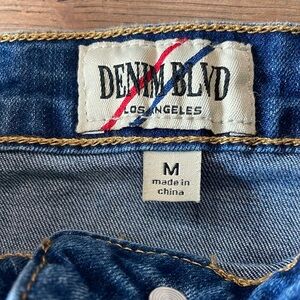 DENIM BLVD
LOS ANGELES
M
made in
china